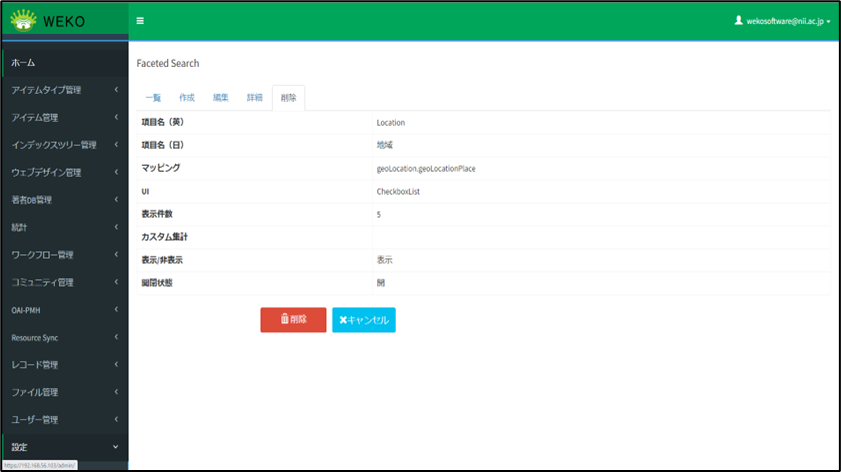 WEKO
wekosoftware@nii.ac.jp
ホーム
アイテムタイプ管理
アイテム管理
インデックスツリー管理
ウェブデザイン管理
著者DB管理
統計
ワークフロー管理
コミュニティ管理
OAI-PMH
Resource Sync
レコード管理
ファイル管理
ユーザー管理
設定
https://192.168.56.103/admin/
Faceted Search
一覧 作成 編集 詳細 削除
項目名（英） Location
項目名（日） 地域
マッピング geoLocation.geoLocationPlace
UI CheckboxList
表示件数 5
カスタム集計
表示/非表示 表示
開閉状態 開
削除 キャンセル